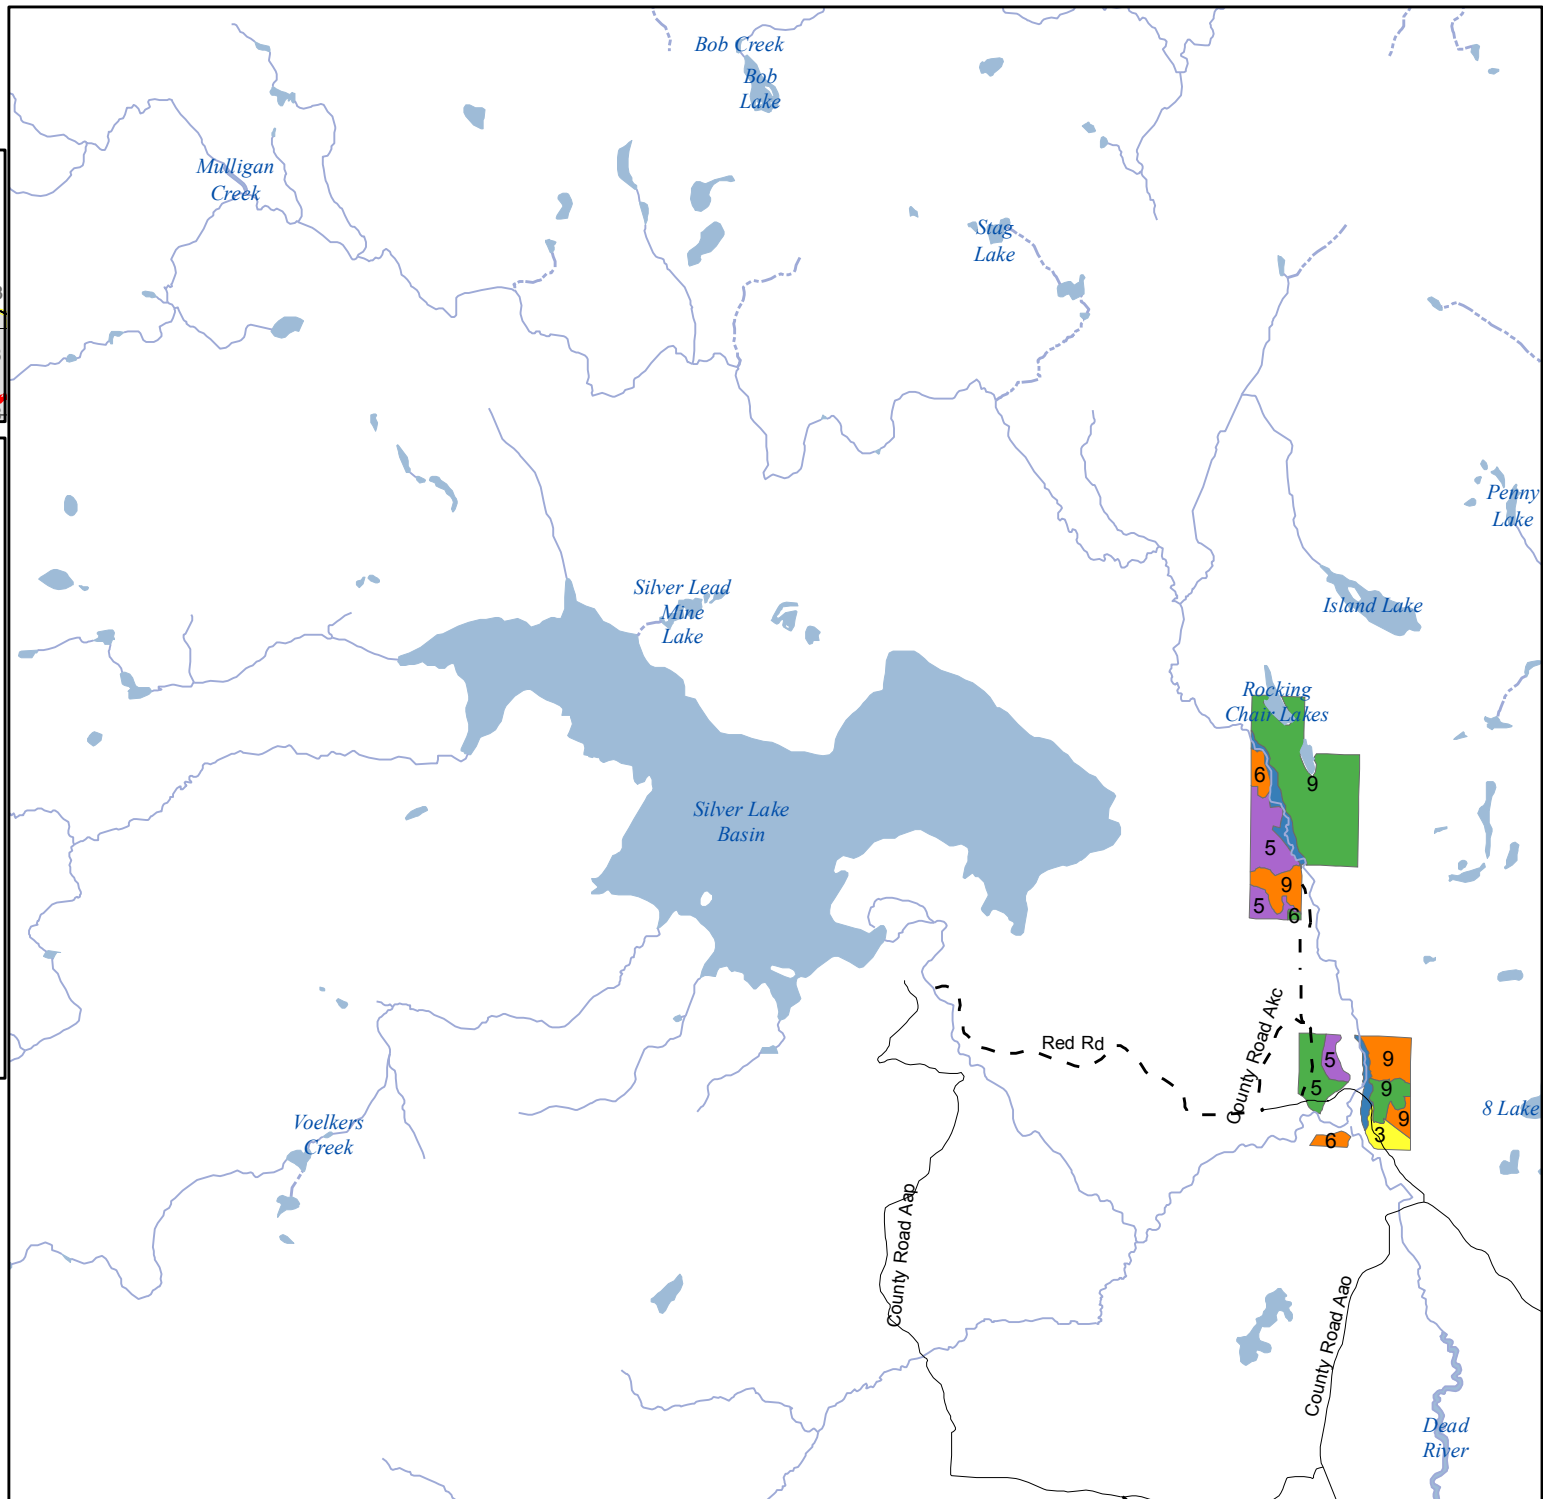 Bob Creek
Bob
Lake
Mulligan
Creek
Stag
Lake
Penny
Lake
Silver Lead
Mine
Lake
Island Lake
Rocking
Chair Lakes
6
9
Silver Lake
Basin
5
9
5
6
County Road Akc
Red Rd
5
9
5
9
9
8 Lake
3
6
Voelkers
Creek
County Road Aap
County Road Aao
Dead
River